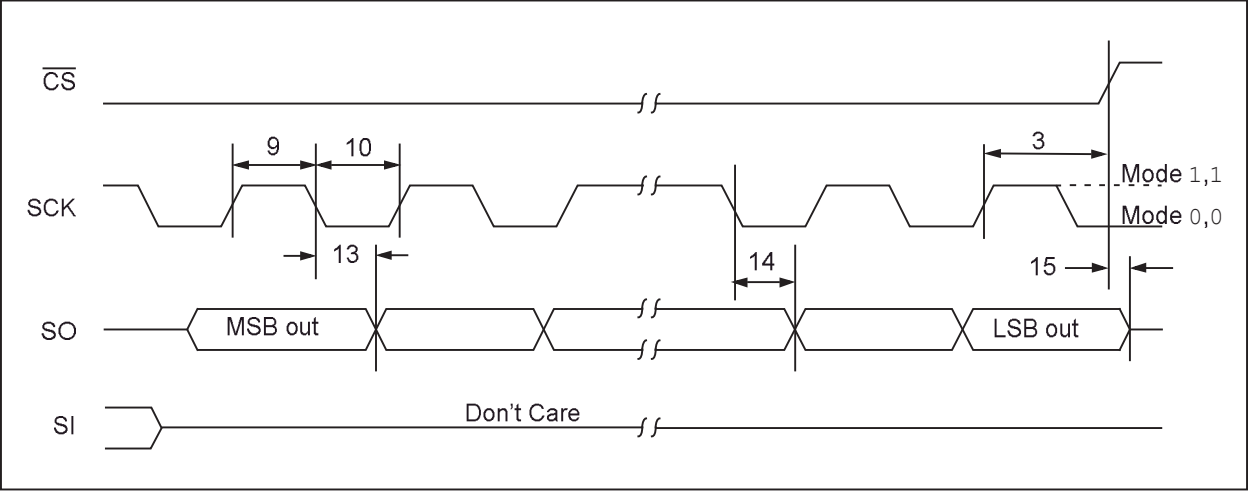 CS
9
10
3
Mode 1,1
SCK
Mode 0,0
13
14
15
SO
MSB out
LSB out
SI
Don't Care